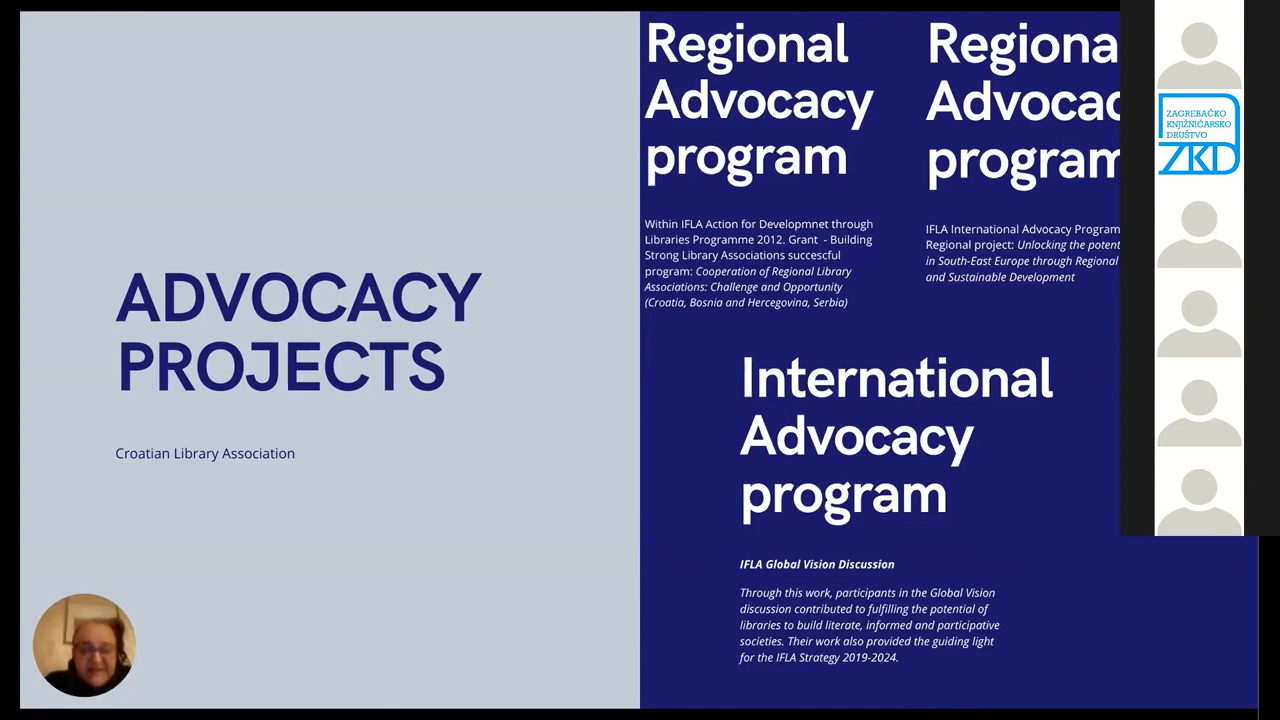 ADVOCACY
PROJECTS
Croatian Library Association
Regional
Advocacy
program
Within IFLA Action for Developmnet through
Libraries Programme 2012. Grant - Building
Strong Library Associations succescful
program: Cooperation of Regional Library
Associations: Challenge and Opportunity
(Croatia, Bosnia and Hercegovina, Serbia)
Regiona
Advocac
program
IFLA International Advocacy Program
Regional project: Unlocking the potent
in South-East Europe through Regional
and Sustainable Development
International
Advocacy
program
IFLA Global Vision Discussion
Through this work, participants in the Global Vision
discussion contributed to fulfilling the potential of
libraries to build literate, informed and participative
societies. Their work also provided the guiding light
for the IFLA Strategy 2019-2024.
ZAGREBAČKO
KNJIŽNIČARSKO
DRUŠTVO
ZKD